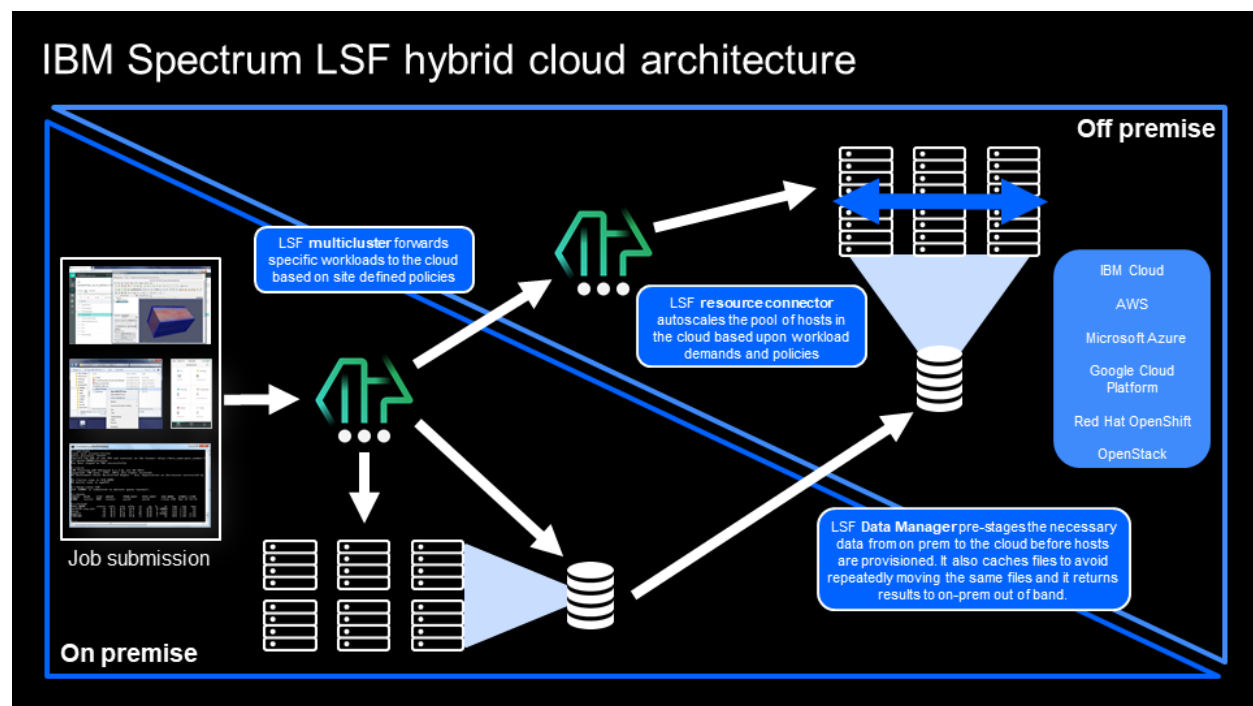 IBM Spectrum LSF hybrid cloud architecture
Off premise
LSF multicluster forwards
specific workloads to the cloud
based on site defined policies
LSF resource connector
autoscales the pool of hosts in
the cloud based upon workload
demands and policies
IBM Cloud
AWS
Microsoft Azure
Google Cloud
Platform
Red Hat OpenShift
OpenStack
Job submission
LSF Data Manager pre-stages the necessary
data from on prem to the cloud before hosts
are provisioned. It also caches files to avoid
repeatedly moving the same files and it returns
results to on-prem out of band.
On premise